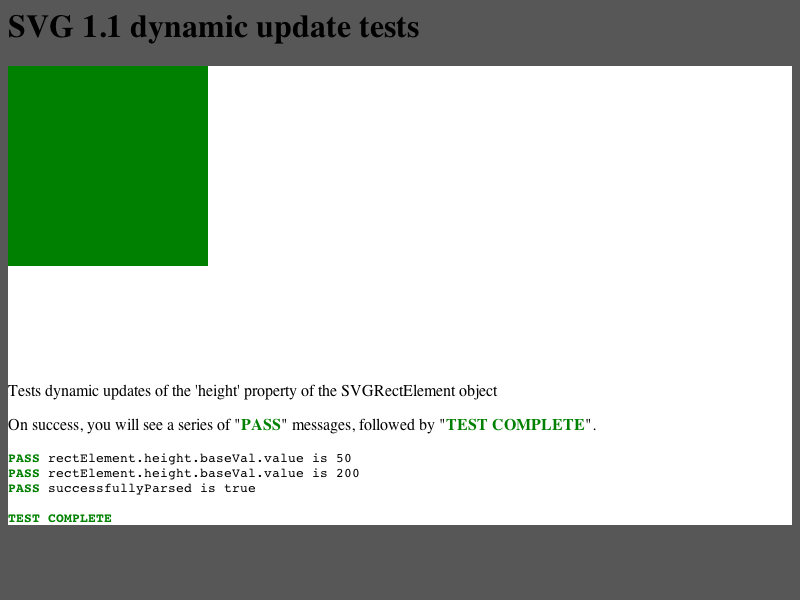 SVG 1.1 dynamic update tests
Tests dynamic updates of the 'height' property of the SVGRectElement object
On success, you will see a series of "PASS" messages, followed by "TEST COMPLETE".
PASS rectElement.height.baseVal.value is 50
PASS rectElement.height.baseVal.value is 200
PASS successfullyParsed is true
TEST COMPLETE